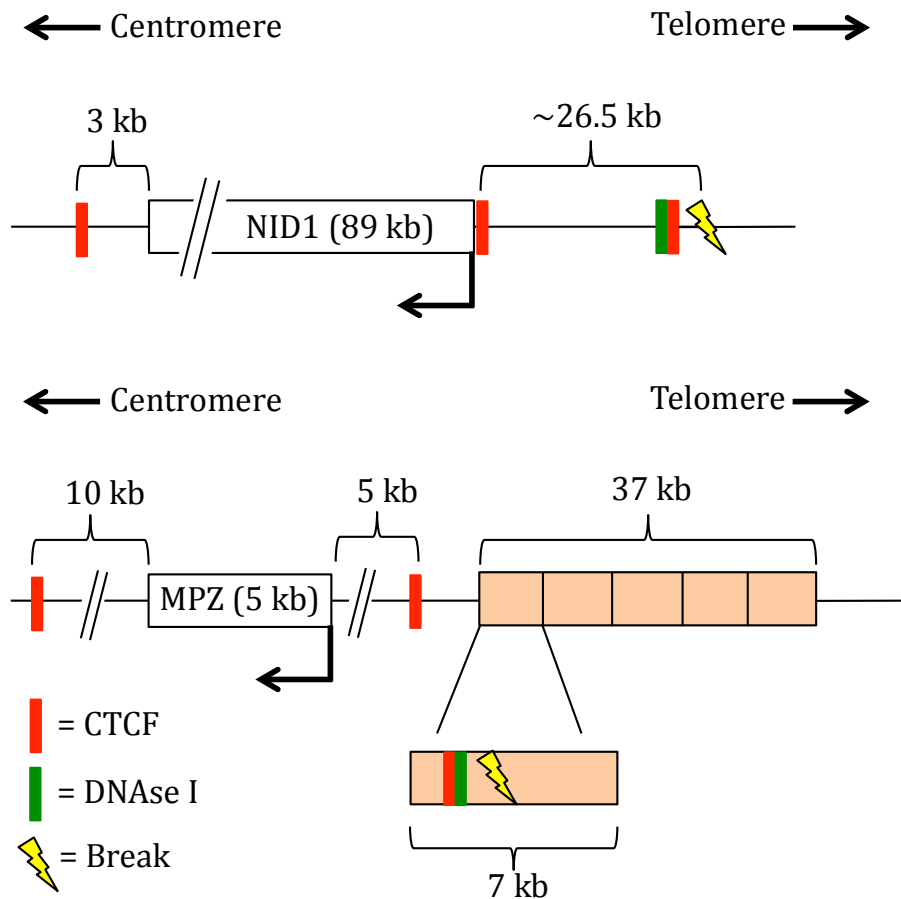 Centromere Telomere
3 kb ~26.5 kb
NID1 (89 kb)
Centromere Telomere
10 kb 5 kb 37 kb
MPZ (5 kb)
= CTCF
= DNAse I
= Break
7 kb